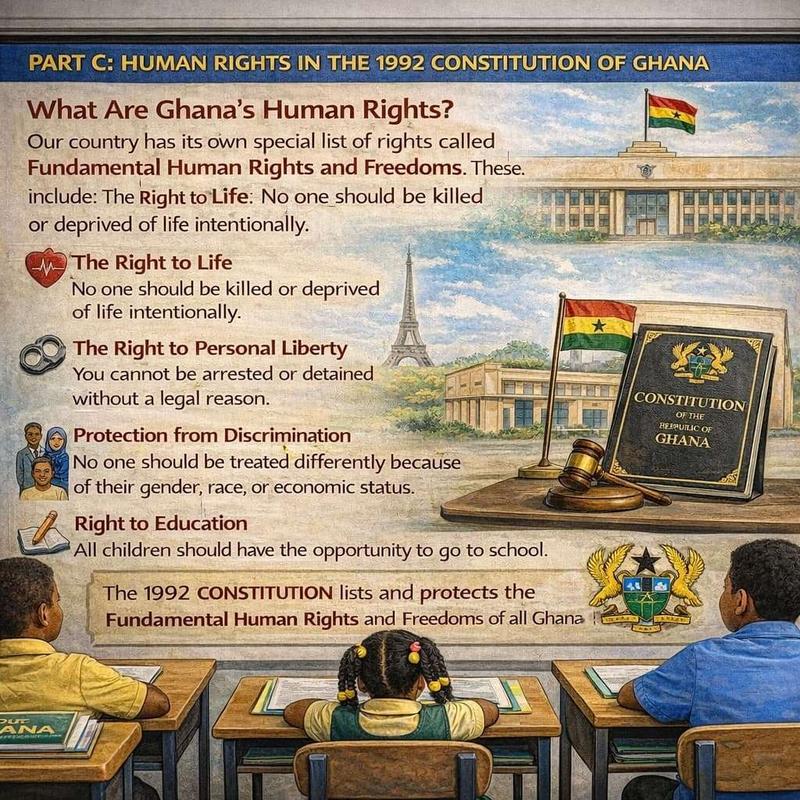 PART C: HUMAN RIGHTS IN THE 1992 CONSTITUTION OF GHANA
What Are Ghana's Human Rights?
Our country has its own special list of rights called
Fundamental Human Rights and Freedoms. These.
include: The Right to Life: No one should be killed
or deprived of life intentionally.
The Right to Life
No one should be killed or deprived
of life intentionally.
The Right to Personal Liberty
You cannot be arrested or detained
without a legal reason.
Protection from Discrimination
No one should be treated differently because
of their gender, race, or economic status.
Right to Education
All children should have the opportunity to go to school.
CONSTITUTION
OF THE
GHANA
The 1992 CONSTITUTION lists and protects the
Fundamental Human Rights and Freedoms of all Ghana
ANA